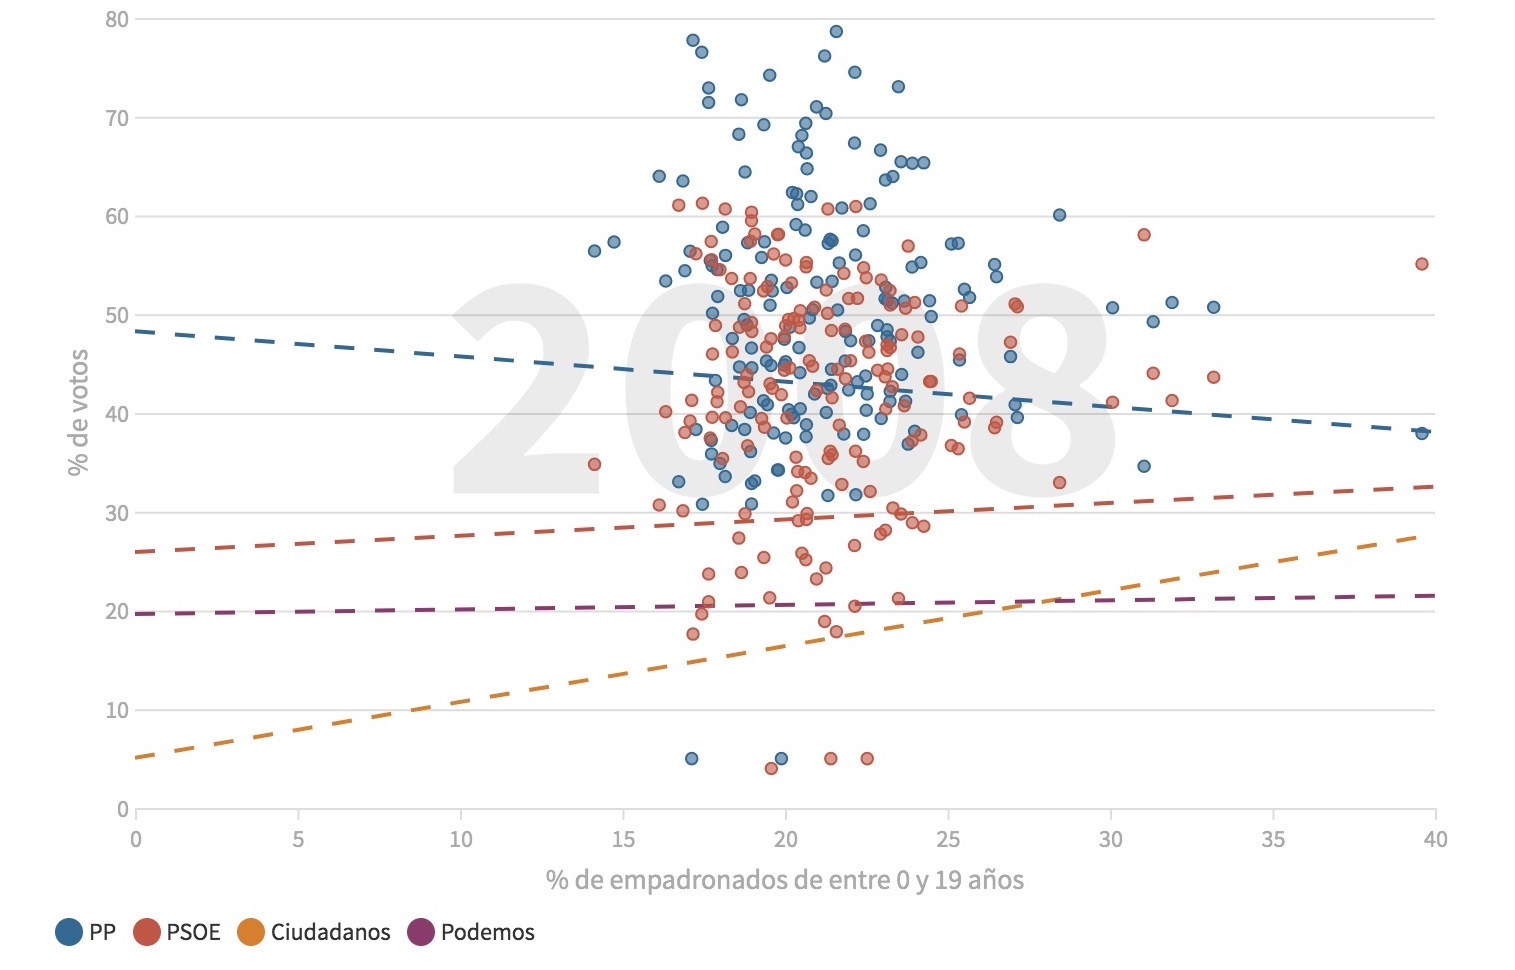 80
70
60
50
40
30
20
10
0
% de votos
2008
0 5 10 15 20 25 30 35 40
% de empadronados de entre 0 y 19 años
PP PSOE Ciudadanos Podemos